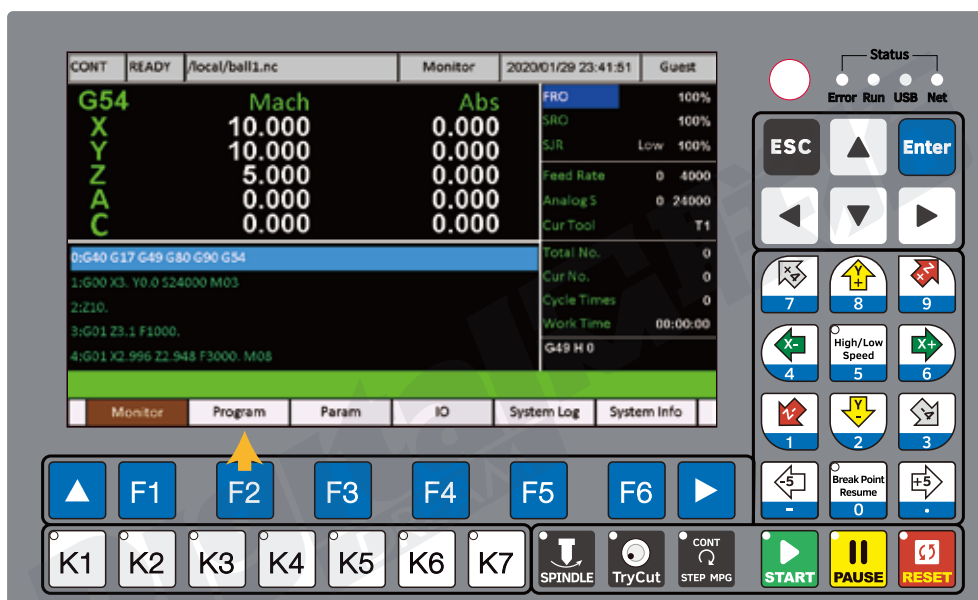 CONT READY /local/ball1.nc Monitor 2020/01/29 23:41:51 Guest
Status
Error Run USB Net
G54 Mach Abs
X 10.000 0.000
Y 10.000 0.000
Z 5.000 0.000
A 0.000 0.000
C 0.000 0.000
FRO 100%
SRO 100%
SJR Low 100%
Feed Rate 0 4000
Analog S 0 24000
Cur Tool T1
Total No. 0
Cur No. 0
Cycle Times 0
Work Time 00:00:00
G49 H 0
0:G40 G17 G49 G80 G90 G54
1:G00 X3. Y0.0 S24000 M03
2:Z10.
3:G01 Z3.1 F1000.
4:G01 X2.996 Z2.948 F3000. M08
Monitor Program Param IO System Log System Info
ESC Enter
7 Y+ 8 9
X- 4 High/Low Speed 5 X+ 6
1 Y- 2 3
-5 - Break Point Resume 0 +5 .
F1 F2 F3 F4 F5 F6
K1 K2 K3 K4 K5 K6 K7
SPINDLE TryCut CONT STEP MPG
START PAUSE RESET